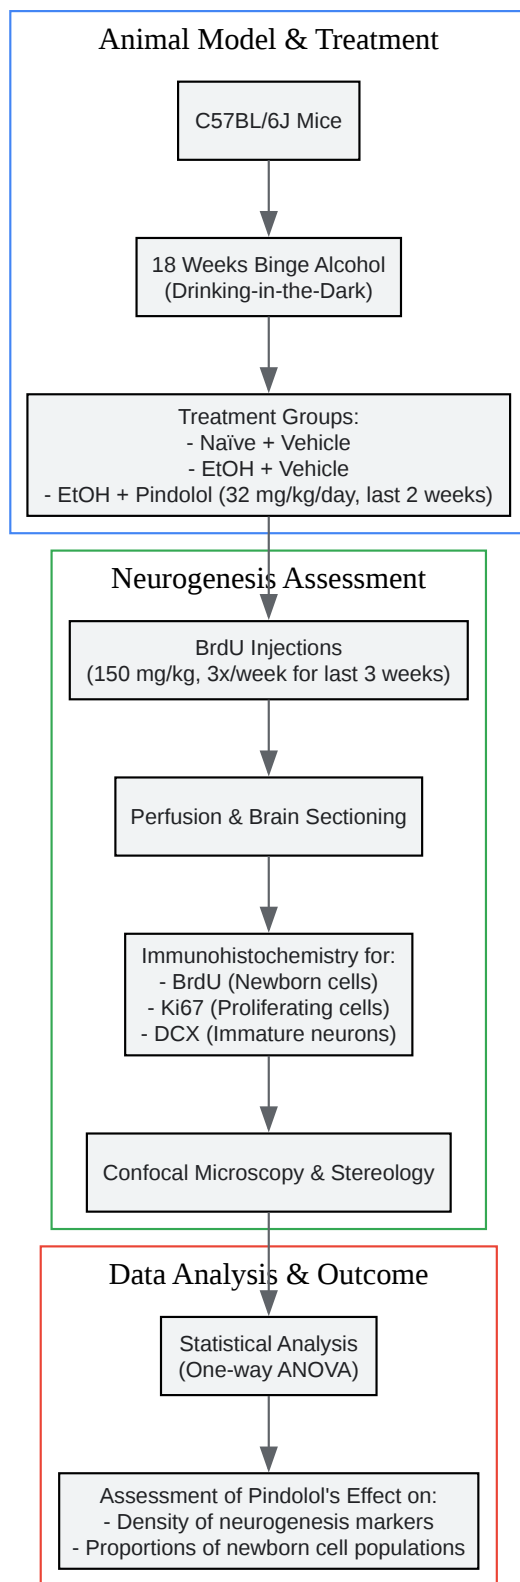 Animal Model & Treatment
C57BL/6J Mice
18 Weeks Binge Alcohol
(Drinking-in-the-Dark)
Treatment Groups:
- Naïve + Vehicle
- EtOH + Vehicle
- EtOH + Pindolol (32 mg/kg/day, last 2 weeks)
Neurogenesis Assessment
BrdU Injections
(150 mg/kg, 3x/week for last 3 weeks)
Perfusion & Brain Sectioning
Immunohistochemistry for:
- BrdU (Newborn cells)
- Ki67 (Proliferating cells)
- DCX (Immature neurons)
Confocal Microscopy & Stereology
Data Analysis & Outcome
Statistical Analysis
(One-way ANOVA)
Assessment of Pindolol's Effect on:
- Density of neurogenesis markers
- Proportions of newborn cell populations